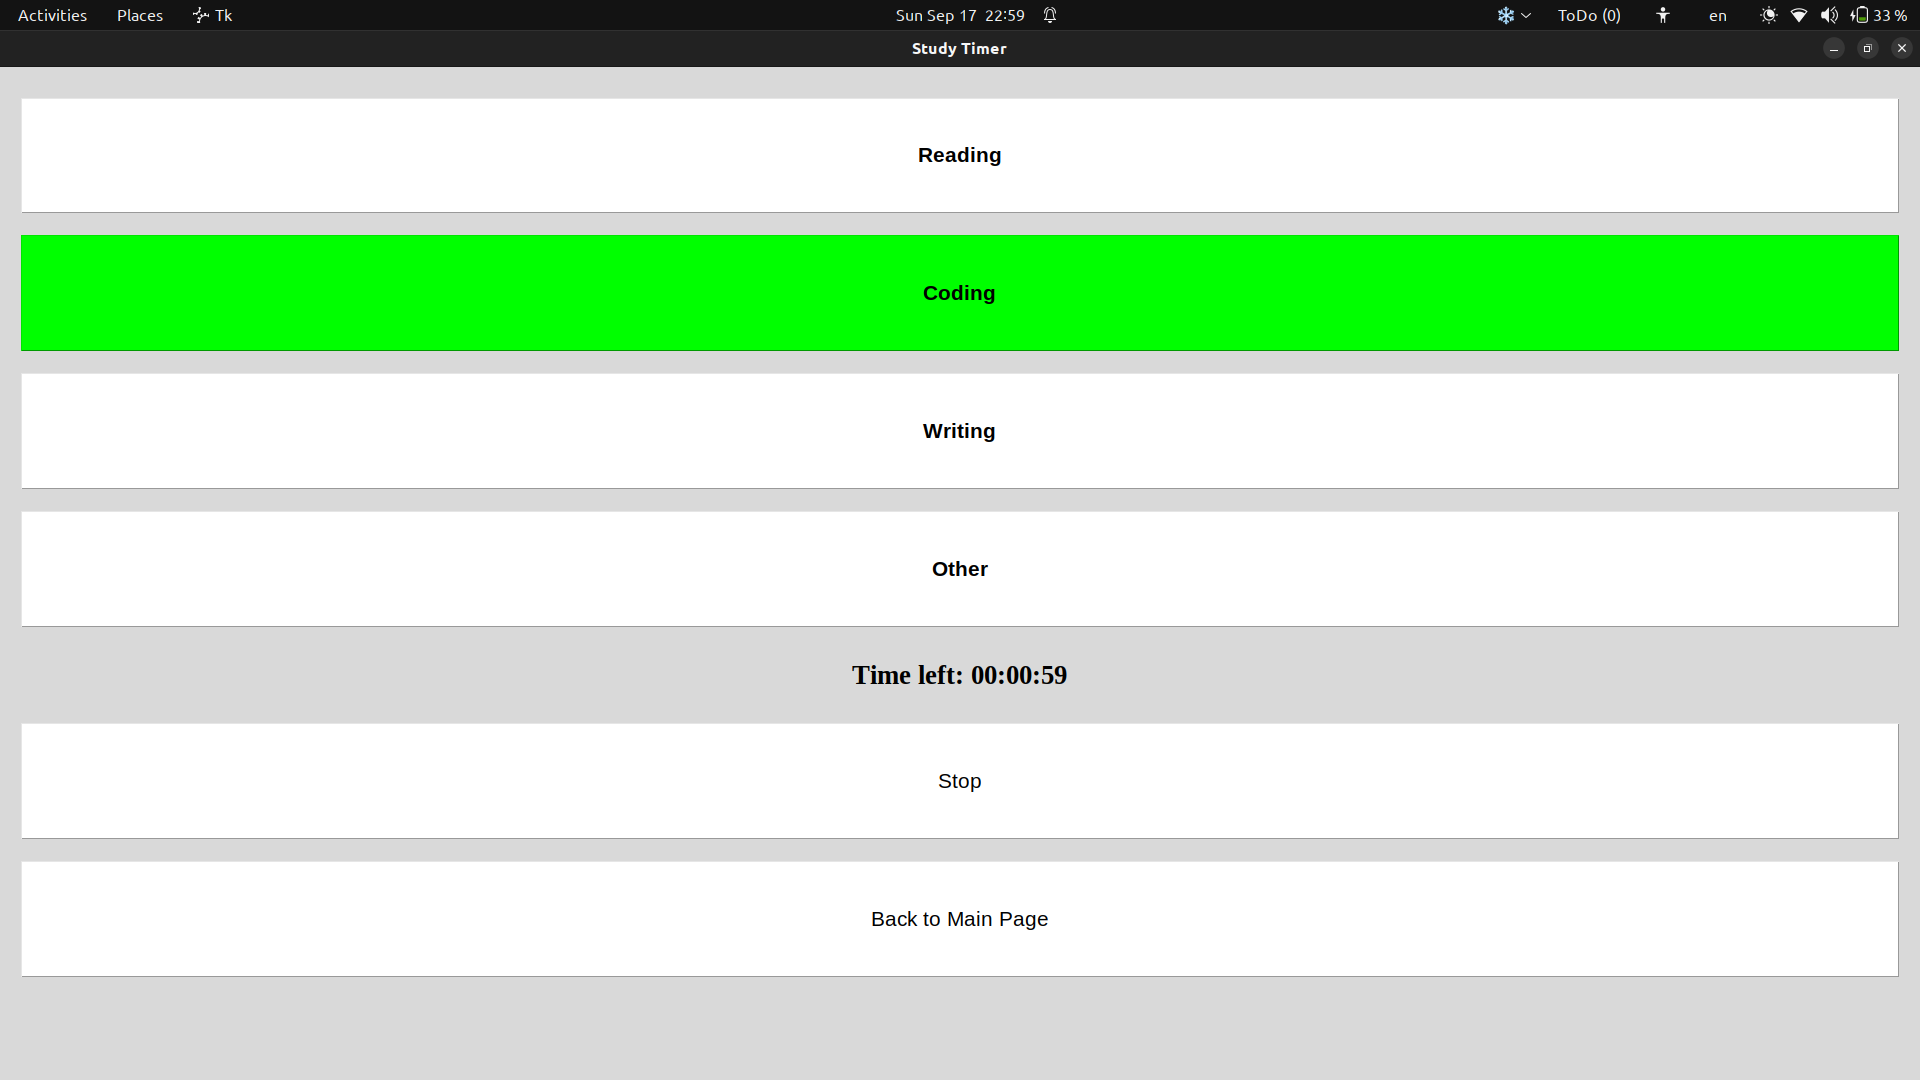 Activities Places Tk Sun Sep 17 22:59 ToDo (0) en 33 %
Study Timer
Reading
Coding
Writing
Other
Time left: 00:00:59
Stop
Back to Main Page